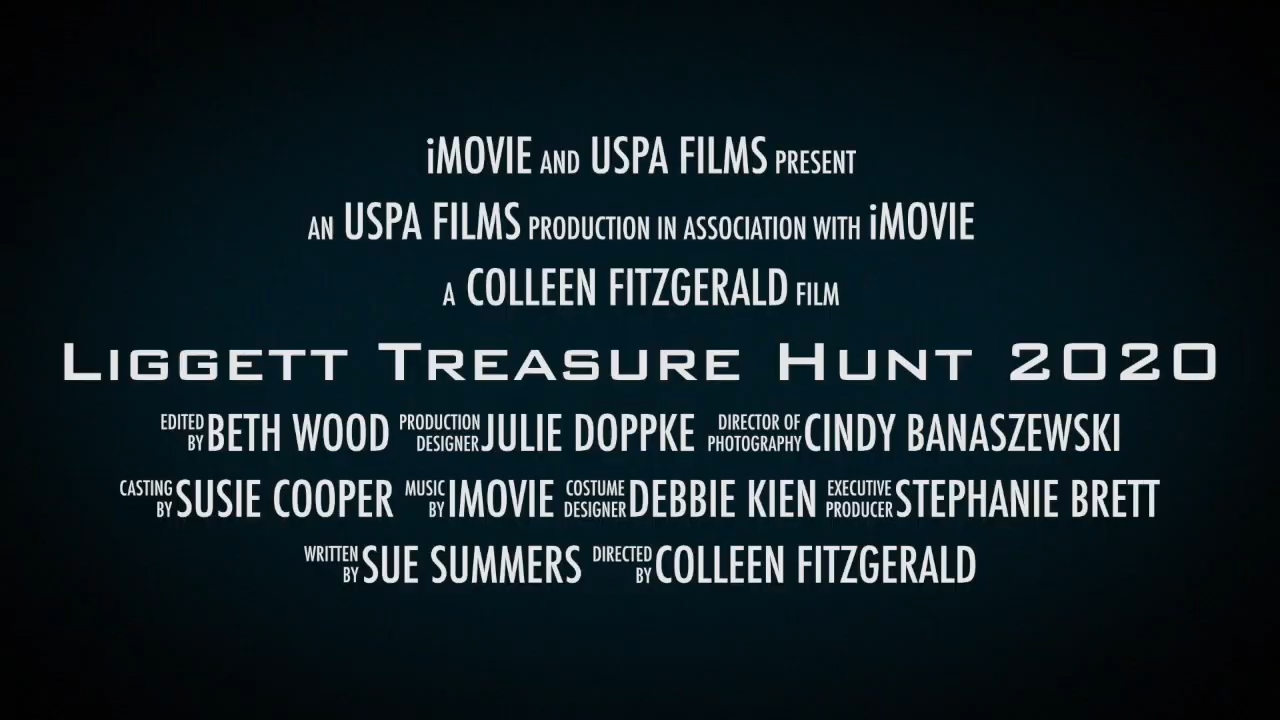 iMOVIE AND USPA FILMS PRESENT
AN USPA FILMS PRODUCTION IN ASSOCIATION WITH iMOVIE
A COLLEEN FITZGERALD FILM
LIGGETT TREASURE HUNT 2020
EDITED BY BETH WOOD PRODUCTION DESIGNER JULIE DOPPKE DIRECTOR OF PHOTOGRAPHY CINDY BANASZEWSKI
CASTING BY SUSIE COOPER MUSIC BY IMOVIE COSTUME DESIGNER DEBBIE KIEN EXECUTIVE PRODUCER STEPHANIE BRETT
WRITTEN BY SUE SUMMERS DIRECTED BY COLLEEN FITZGERALD